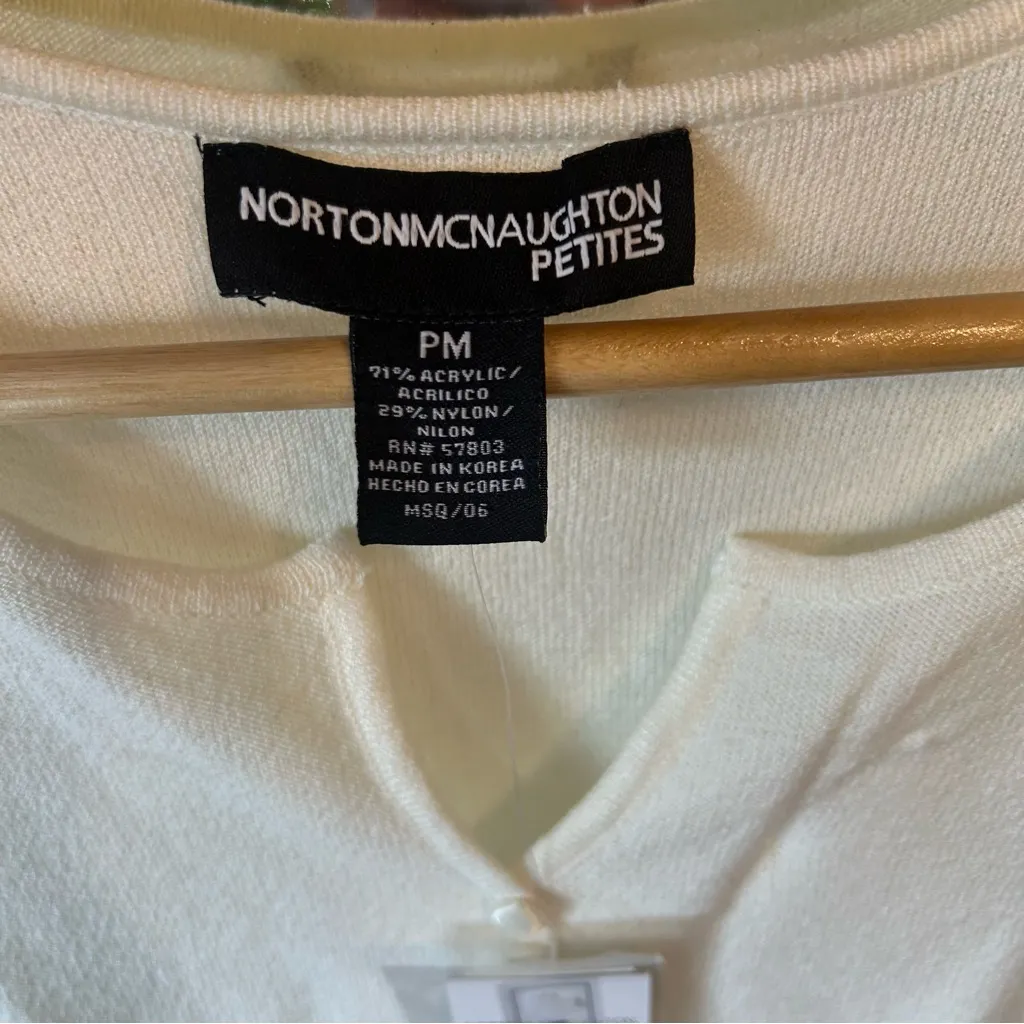 NORTONMCNAUGHTON
PETITES
PM
71% ACRYLIC/
ACRILICO
29% NYLON/
NILON
RN# 57803
MADE IN KOREA
HECHO EN COREA
MSQ/06